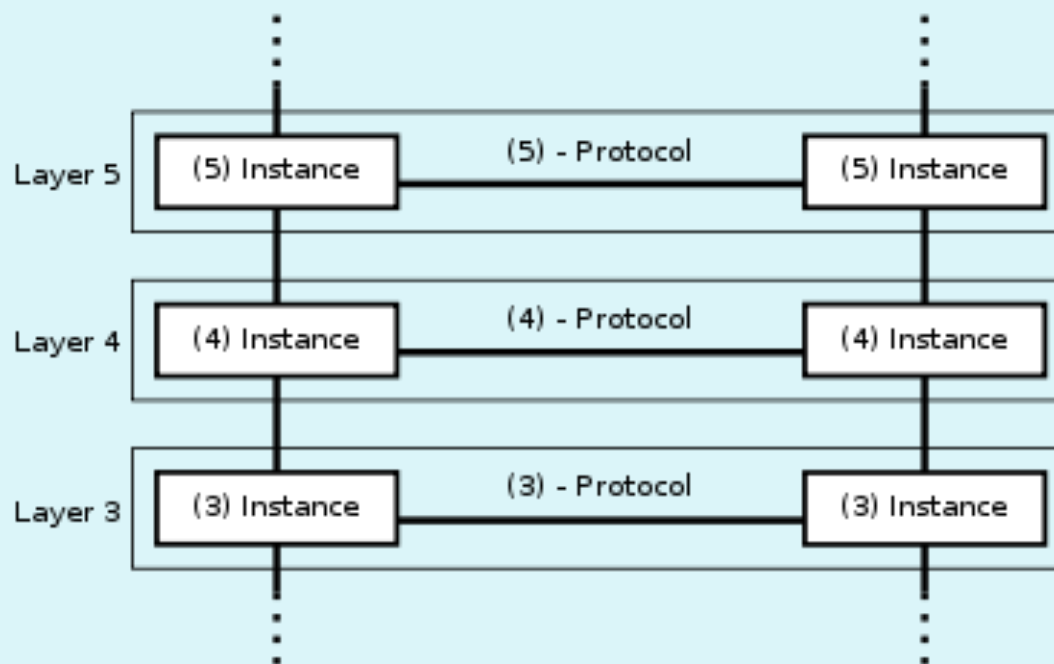 (5) - Protocol
Layer 5 (5) Instance (5) Instance
(4) - Protocol
Layer 4 (4) Instance (4) Instance
(3) - Protocol
Layer 3 (3) Instance (3) Instance